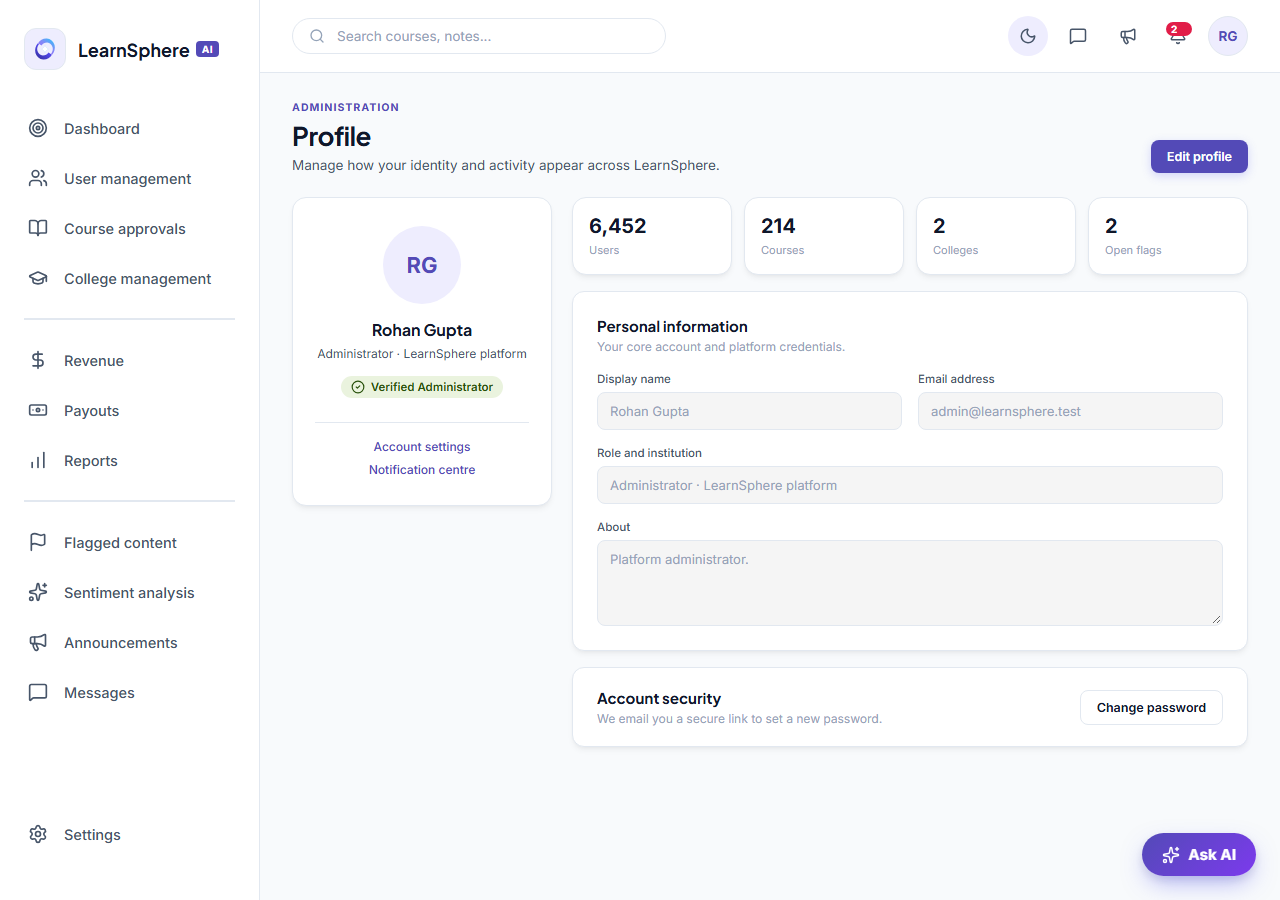 LearnSphere AI
Search courses, notes...
2
RG
Dashboard
User management
Course approvals
College management
Revenue
Payouts
Reports
Flagged content
Sentiment analysis
Announcements
Messages
Settings
ADMINISTRATION
Profile
Manage how your identity and activity appear across LearnSphere.
Edit profile
RG
Rohan Gupta
Administrator · LearnSphere platform
Verified Administrator
Account settings
Notification centre
6,452
Users
214
Courses
2
Colleges
2
Open flags
Personal information
Your core account and platform credentials.
Display name
Rohan Gupta
Email address
admin@learnsphere.test
Role and institution
Administrator · LearnSphere platform
About
Platform administrator.
Account security
We email you a secure link to set a new password.
Change password
Ask AI